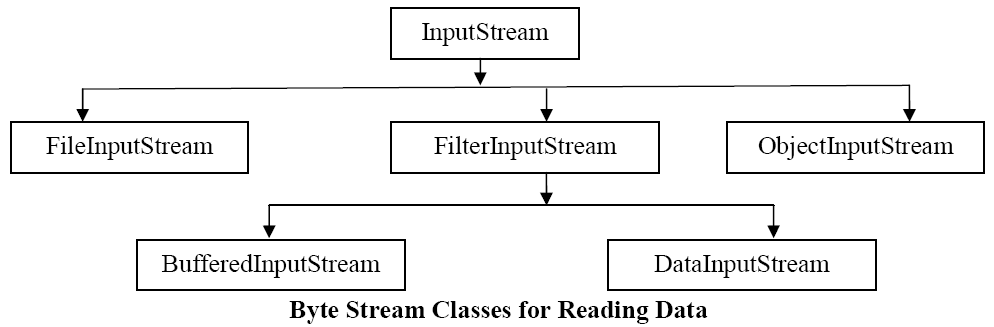 InputStream
FileInputStream
FilterInputStream
ObjectInputStream
BufferedInputStream
DataInputStream
Byte Stream Classes for Reading Data